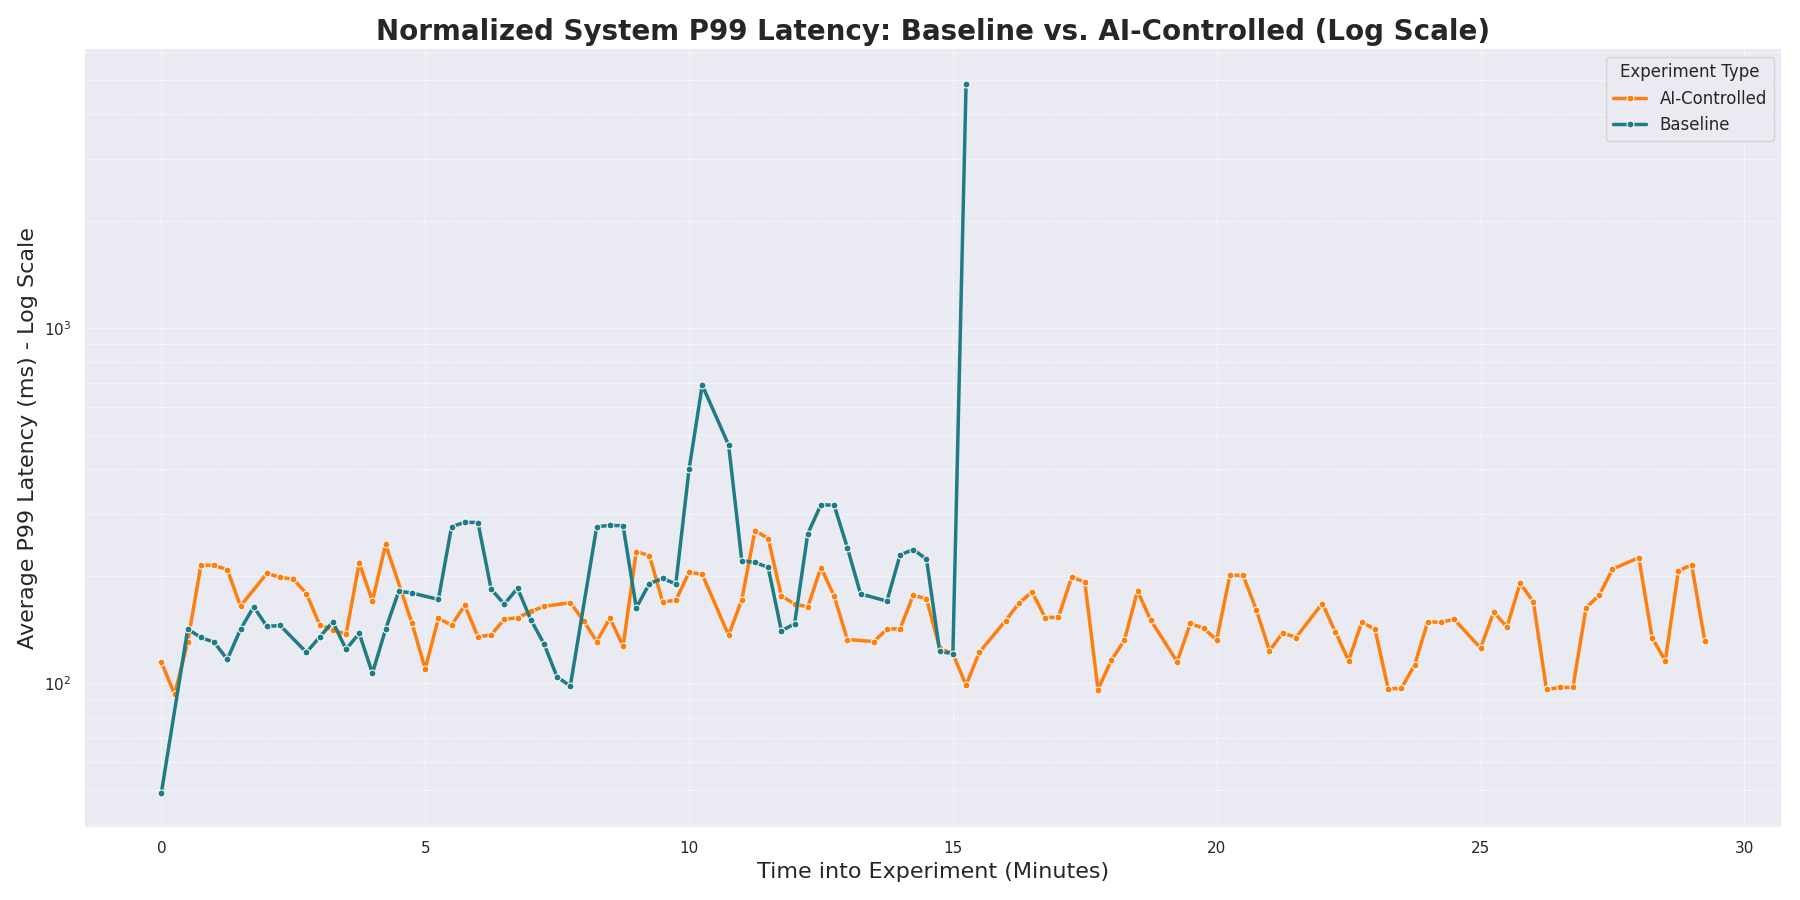 Normalized System P99 Latency: Baseline vs. AI-Controlled (Log Scale)
Experiment Type
AI-Controlled
Baseline
Average P99 Latency (ms) - Log Scale
10³
10²
0 5 10 15 20 25 30
Time into Experiment (Minutes)